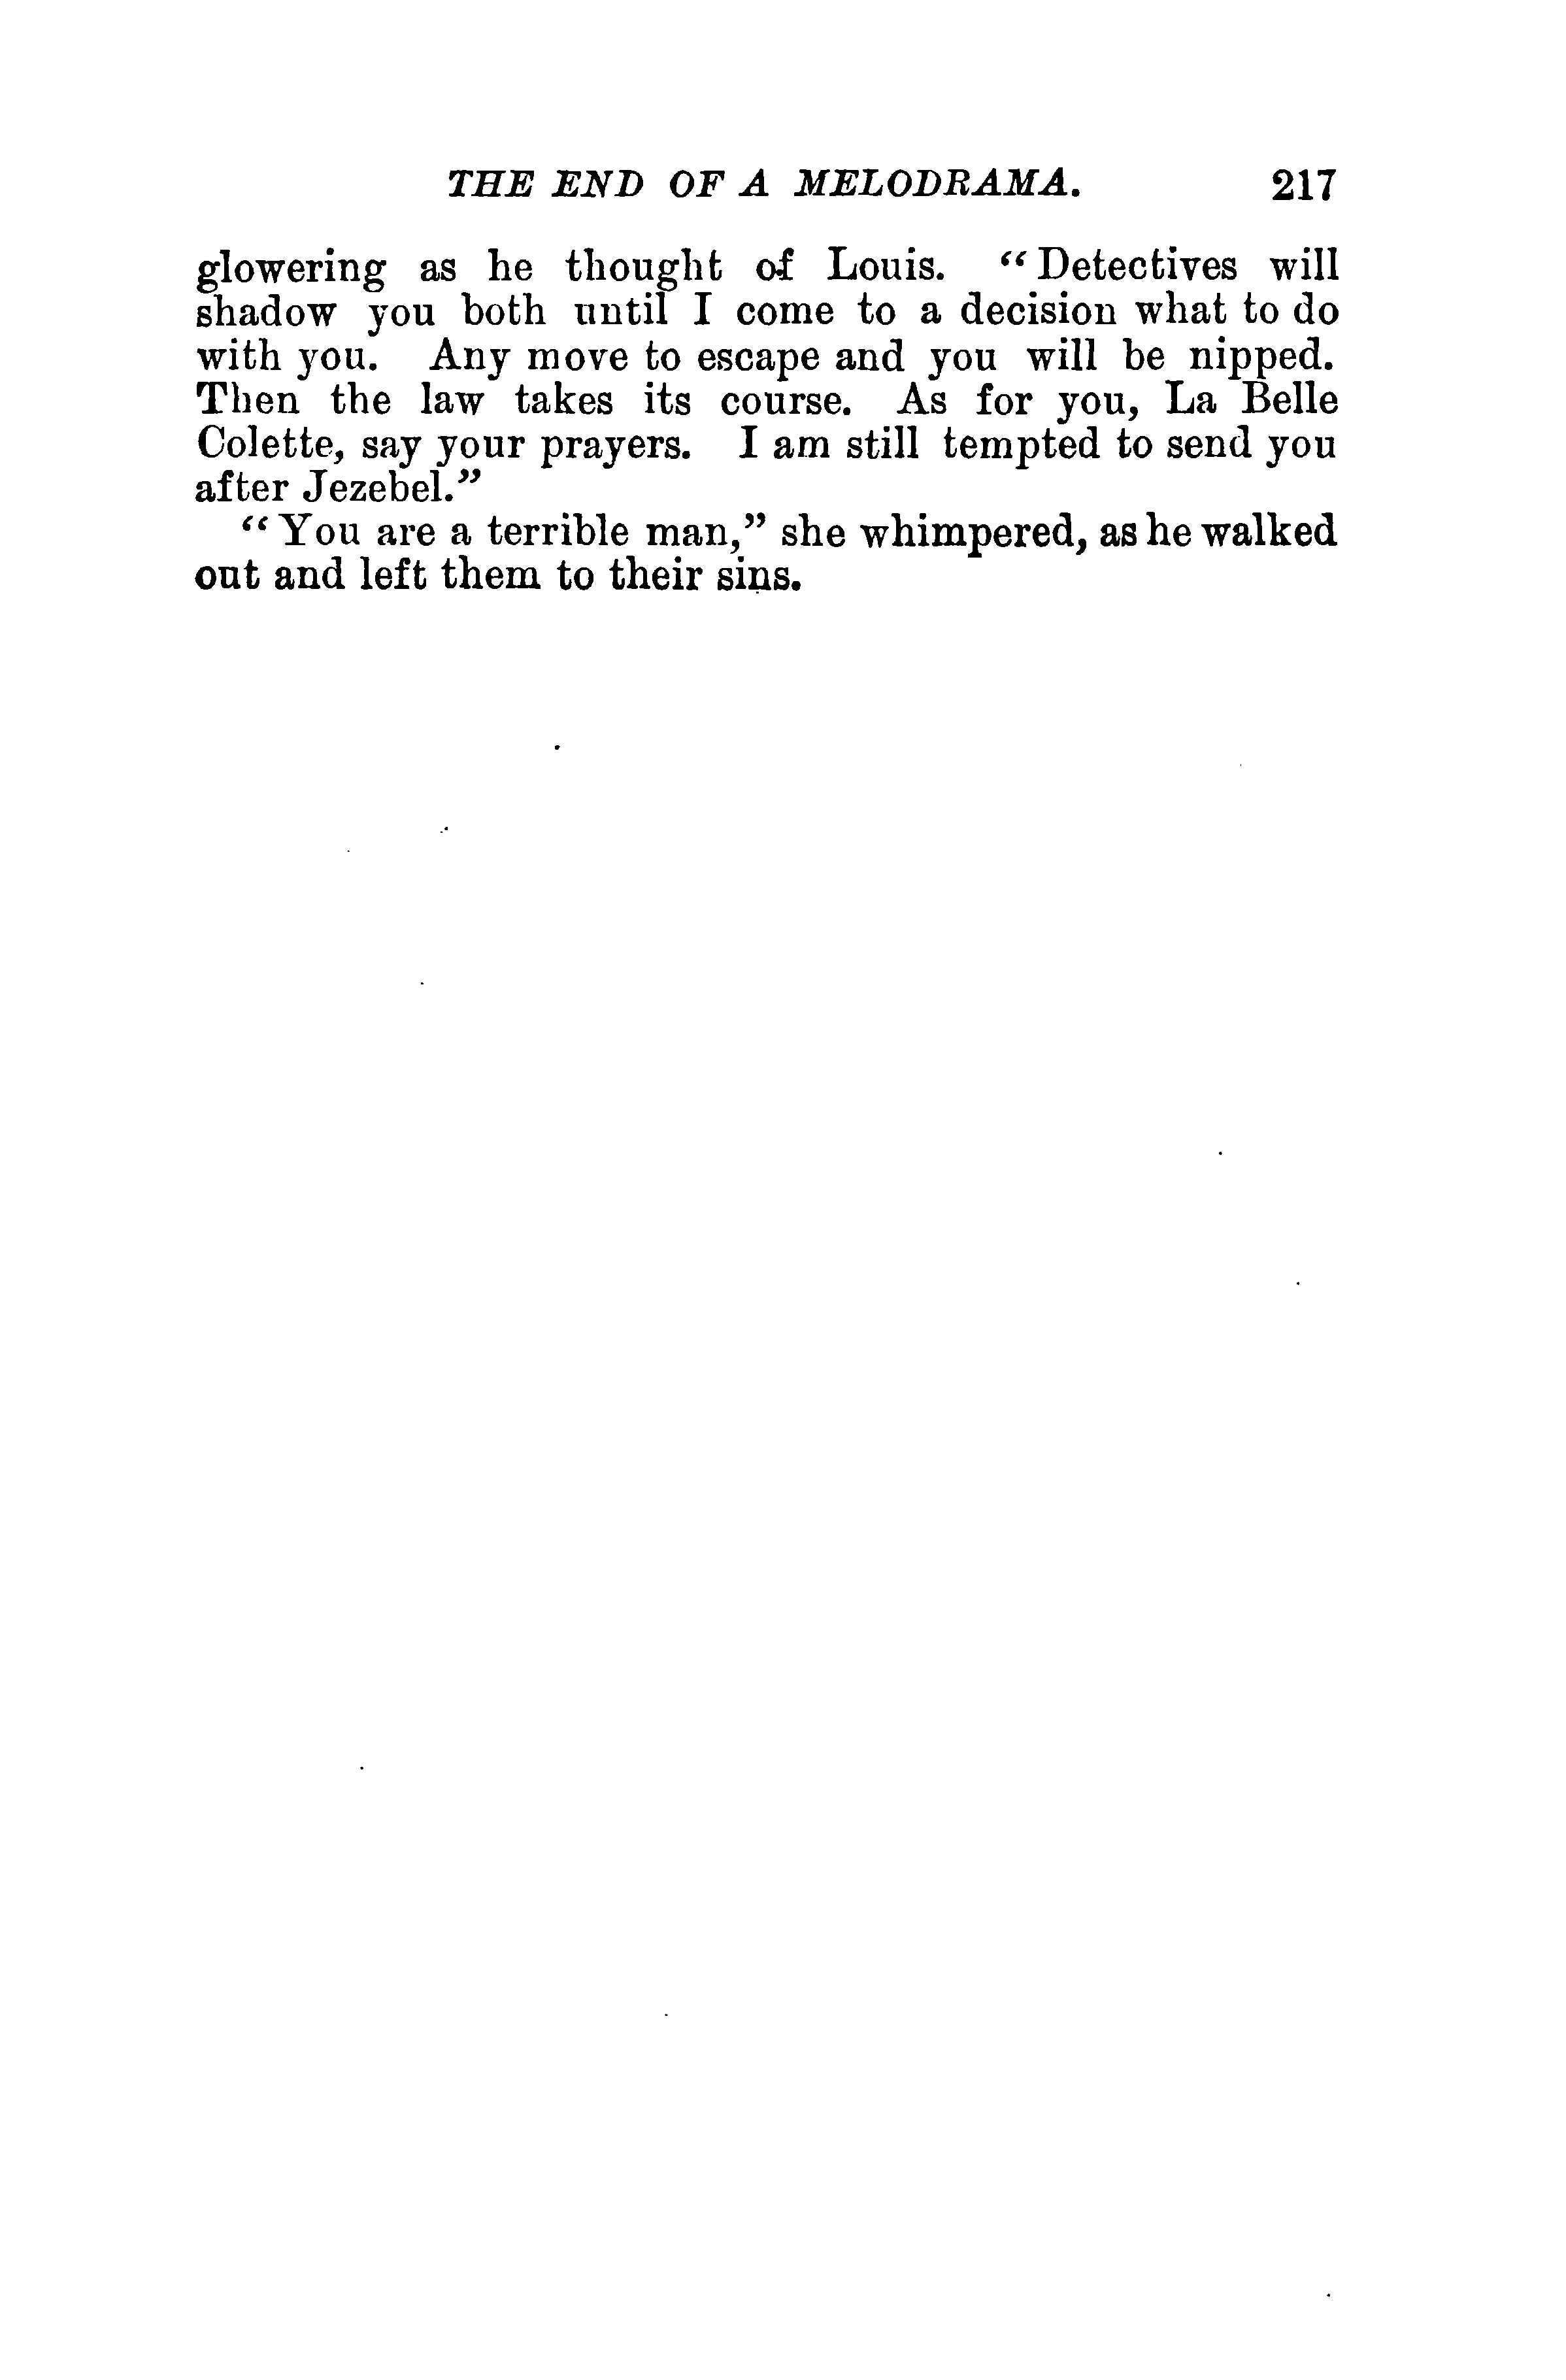 THE END OF A MELODRAMA. 217
glowering as he thought of Louis. “Detectives will
shadow you both until I come to a decision what to do
with you. Any move to escape and you will be nipped.
Then the law takes its course. As for you, La Belle
Colette, say your prayers. I am still tempted to send you
after Jezebel.”
“You are a terrible man,” she whimpered, as he walked
out and left them to their sins.